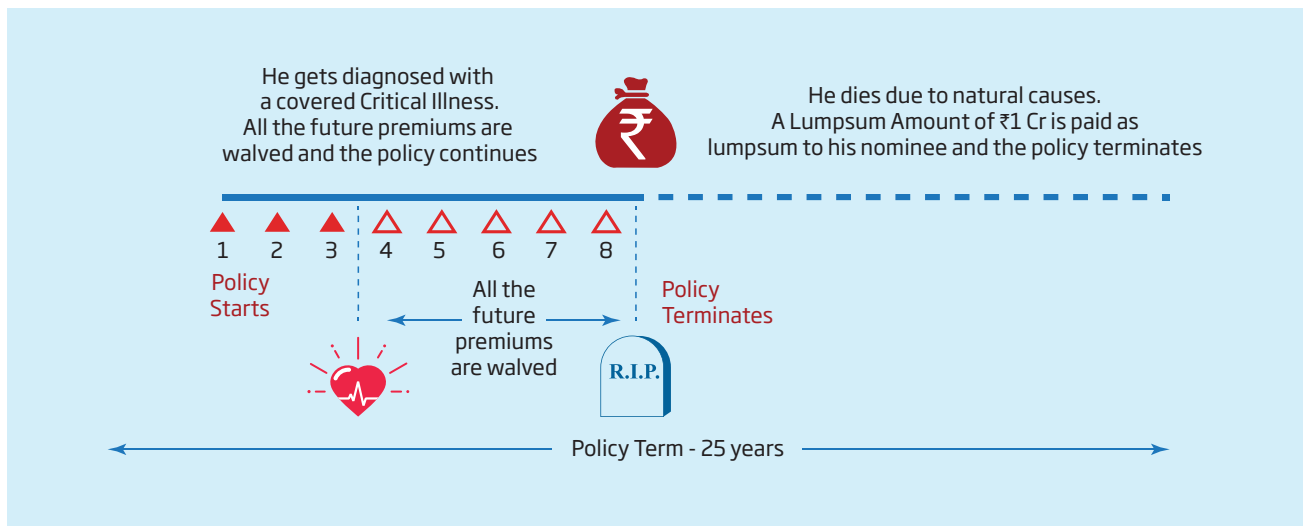 He gets diagnosed with
a covered Critical Illness.
All the future premiums are
walved and the policy continues
₹
He dies due to natural causes.
A Lumpsum Amount of ₹1 Cr is paid as
lumpsum to his nominee and the policy terminates
1 2 3 4 5 6 7 8
Policy
Starts
All the
future
premiums
are walved
Policy
Terminates
R.I.P.
Policy Term - 25 years